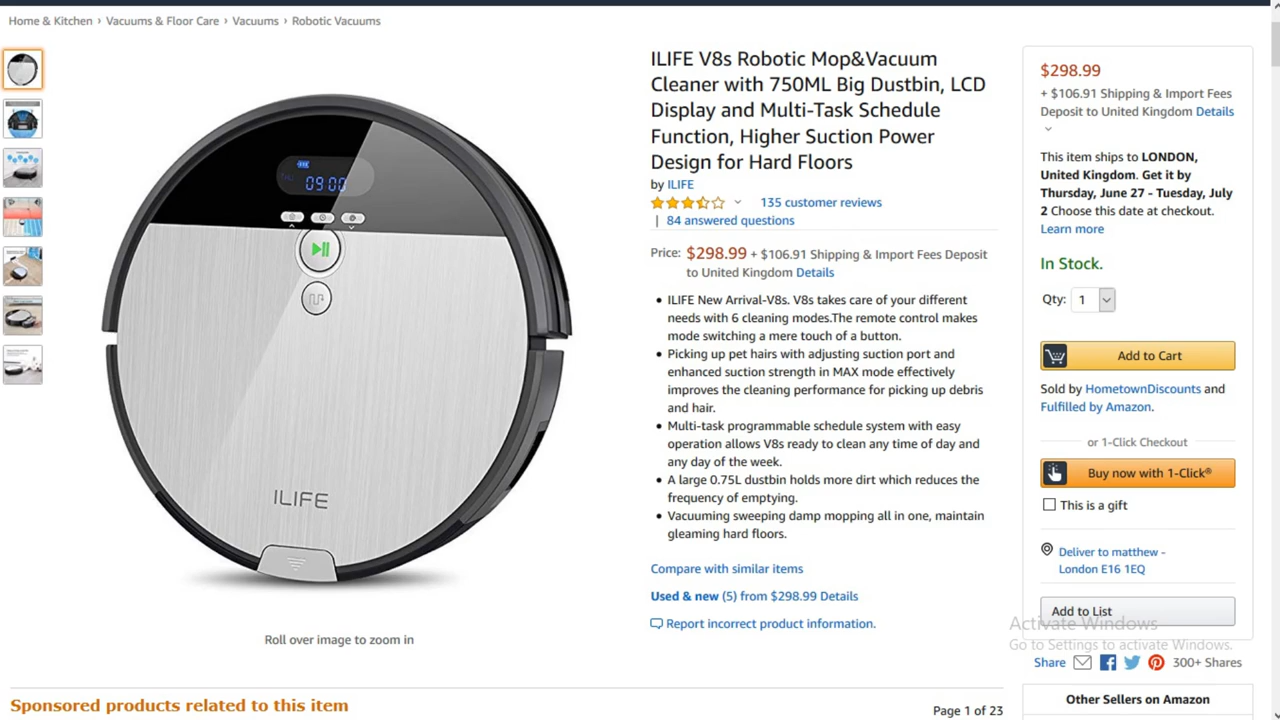 Home & Kitchen › Vacuums & Floor Care › Vacuums › Robotic Vacuums
09:00
ILIFE
Roll over image to zoom in
ILIFE V8s Robotic Mop&Vacuum
Cleaner with 750ML Big Dustbin, LCD
Display and Multi-Task Schedule
Function, Higher Suction Power
Design for Hard Floors
by ILIFE
135 customer reviews
| 84 answered questions
Price: $298.99 + $106.91 Shipping & Import Fees Deposit
to United Kingdom Details
• ILIFE New Arrival-V8s. V8s takes care of your different
needs with 6 cleaning modes.The remote control makes
mode switching a mere touch of a button.
• Picking up pet hairs with adjusting suction port and
enhanced suction strength in MAX mode effectively
improves the cleaning performance for picking up debris
and hair.
• Multi-task programmable schedule system with easy
operation allows V8s ready to clean any time of day and
any day of the week.
• A large 0.75L dustbin holds more dirt which reduces the
frequency of emptying.
• Vacuuming sweeping damp mopping all in one, maintain
gleaming hard floors.
Compare with similar items
Used & new (5) from $298.99 Details
Report incorrect product information.
$298.99
+ $106.91 Shipping & Import Fees
Deposit to United Kingdom Details
This item ships to LONDON,
United Kingdom. Get it by
Thursday, June 27 - Tuesday, July
2 Choose this date at checkout.
Learn more
In Stock.
Qty: 1
Add to Cart
Sold by HometownDiscounts and
Fulfilled by Amazon.
or 1-Click Checkout
Buy now with 1-Click®
This is a gift
Deliver to matthew -
London E16 1EQ
Add to List
Activate Windows
Go to Settings to activate Windows.
Share 300+ Shares
Other Sellers on Amazon
Sponsored products related to this item
Page 1 of 23